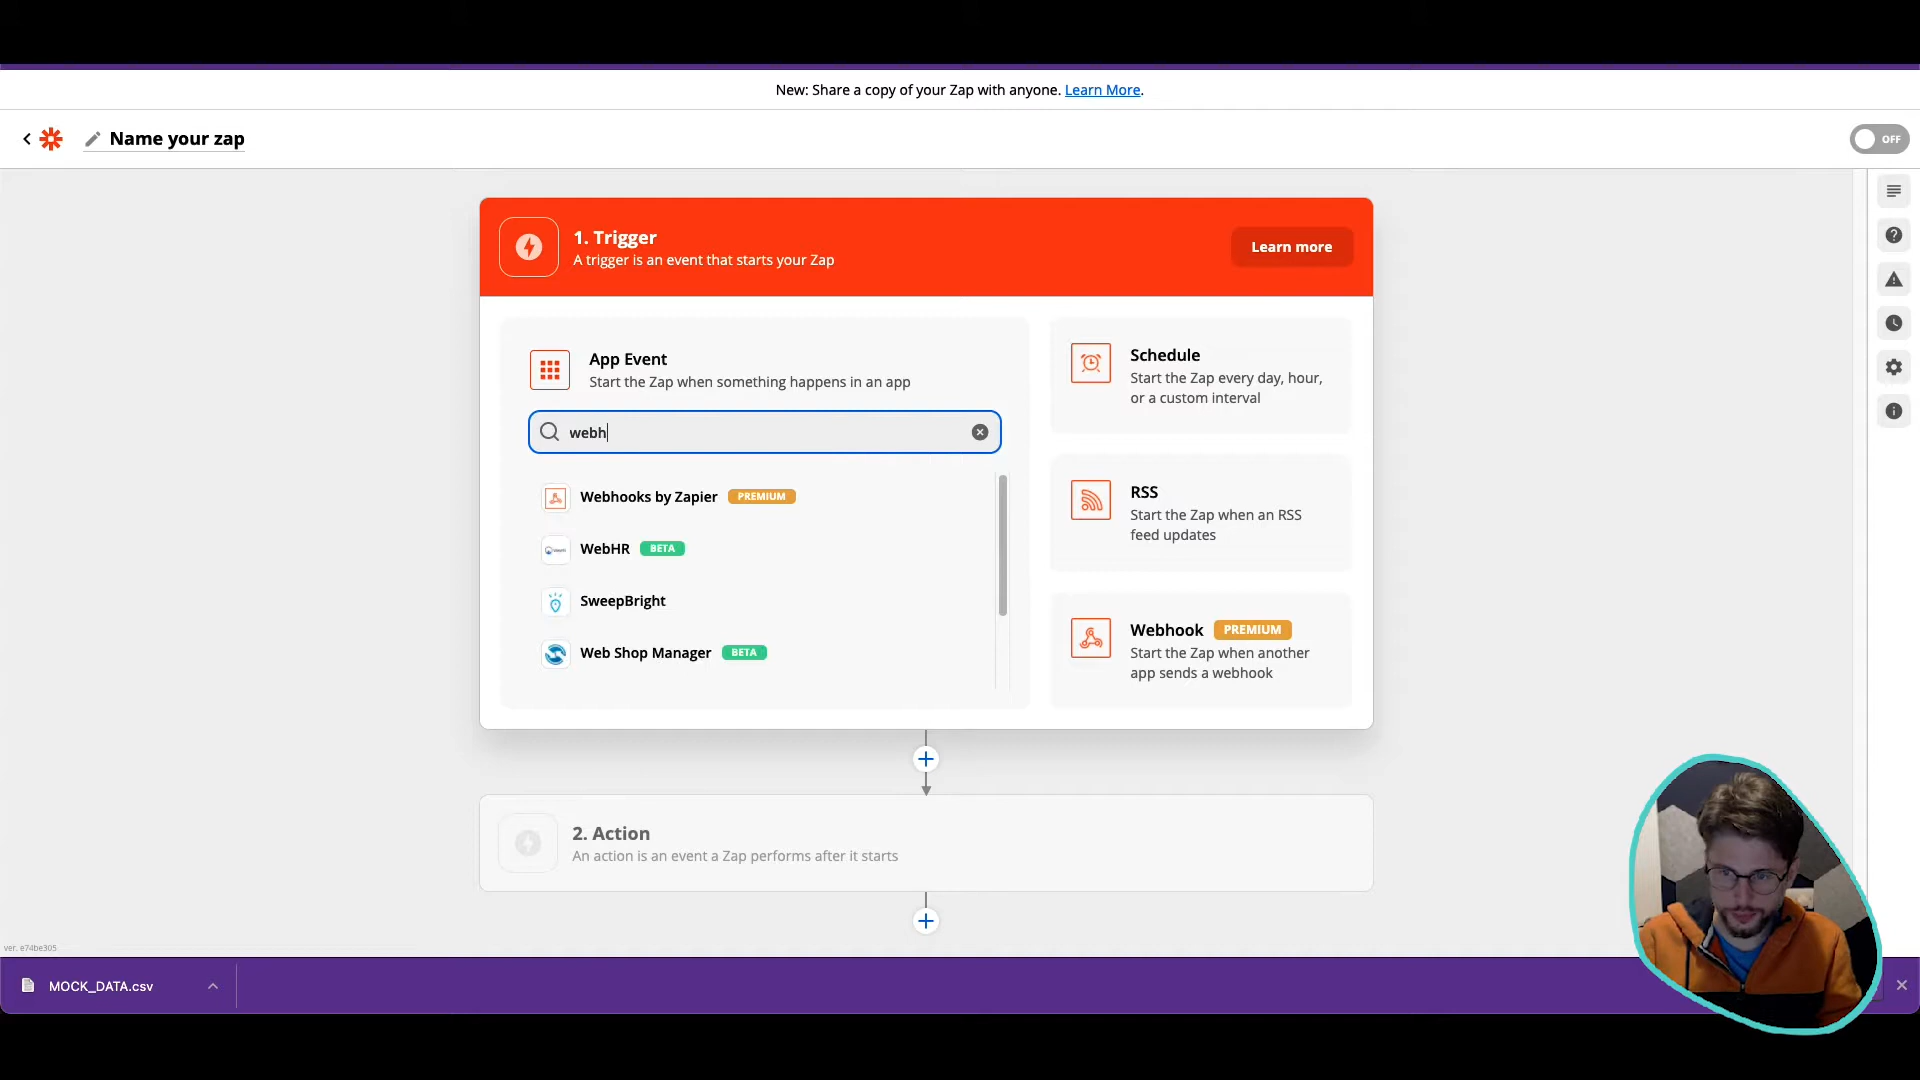 New: Share a copy of your Zap with anyone. Learn More.
Name your zap
OFF
1. Trigger
A trigger is an event that starts your Zap
Learn more
App Event
Start the Zap when something happens in an app
webh
Webhooks by Zapier PREMIUM
WebHR BETA
SweepBright
Web Shop Manager BETA
Schedule
Start the Zap every day, hour,
or a custom interval
RSS
Start the Zap when an RSS
feed updates
Webhook PREMIUM
Start the Zap when another
app sends a webhook
2. Action
An action is an event a Zap performs after it starts
ver. e74be305
MOCK_DATA.csv